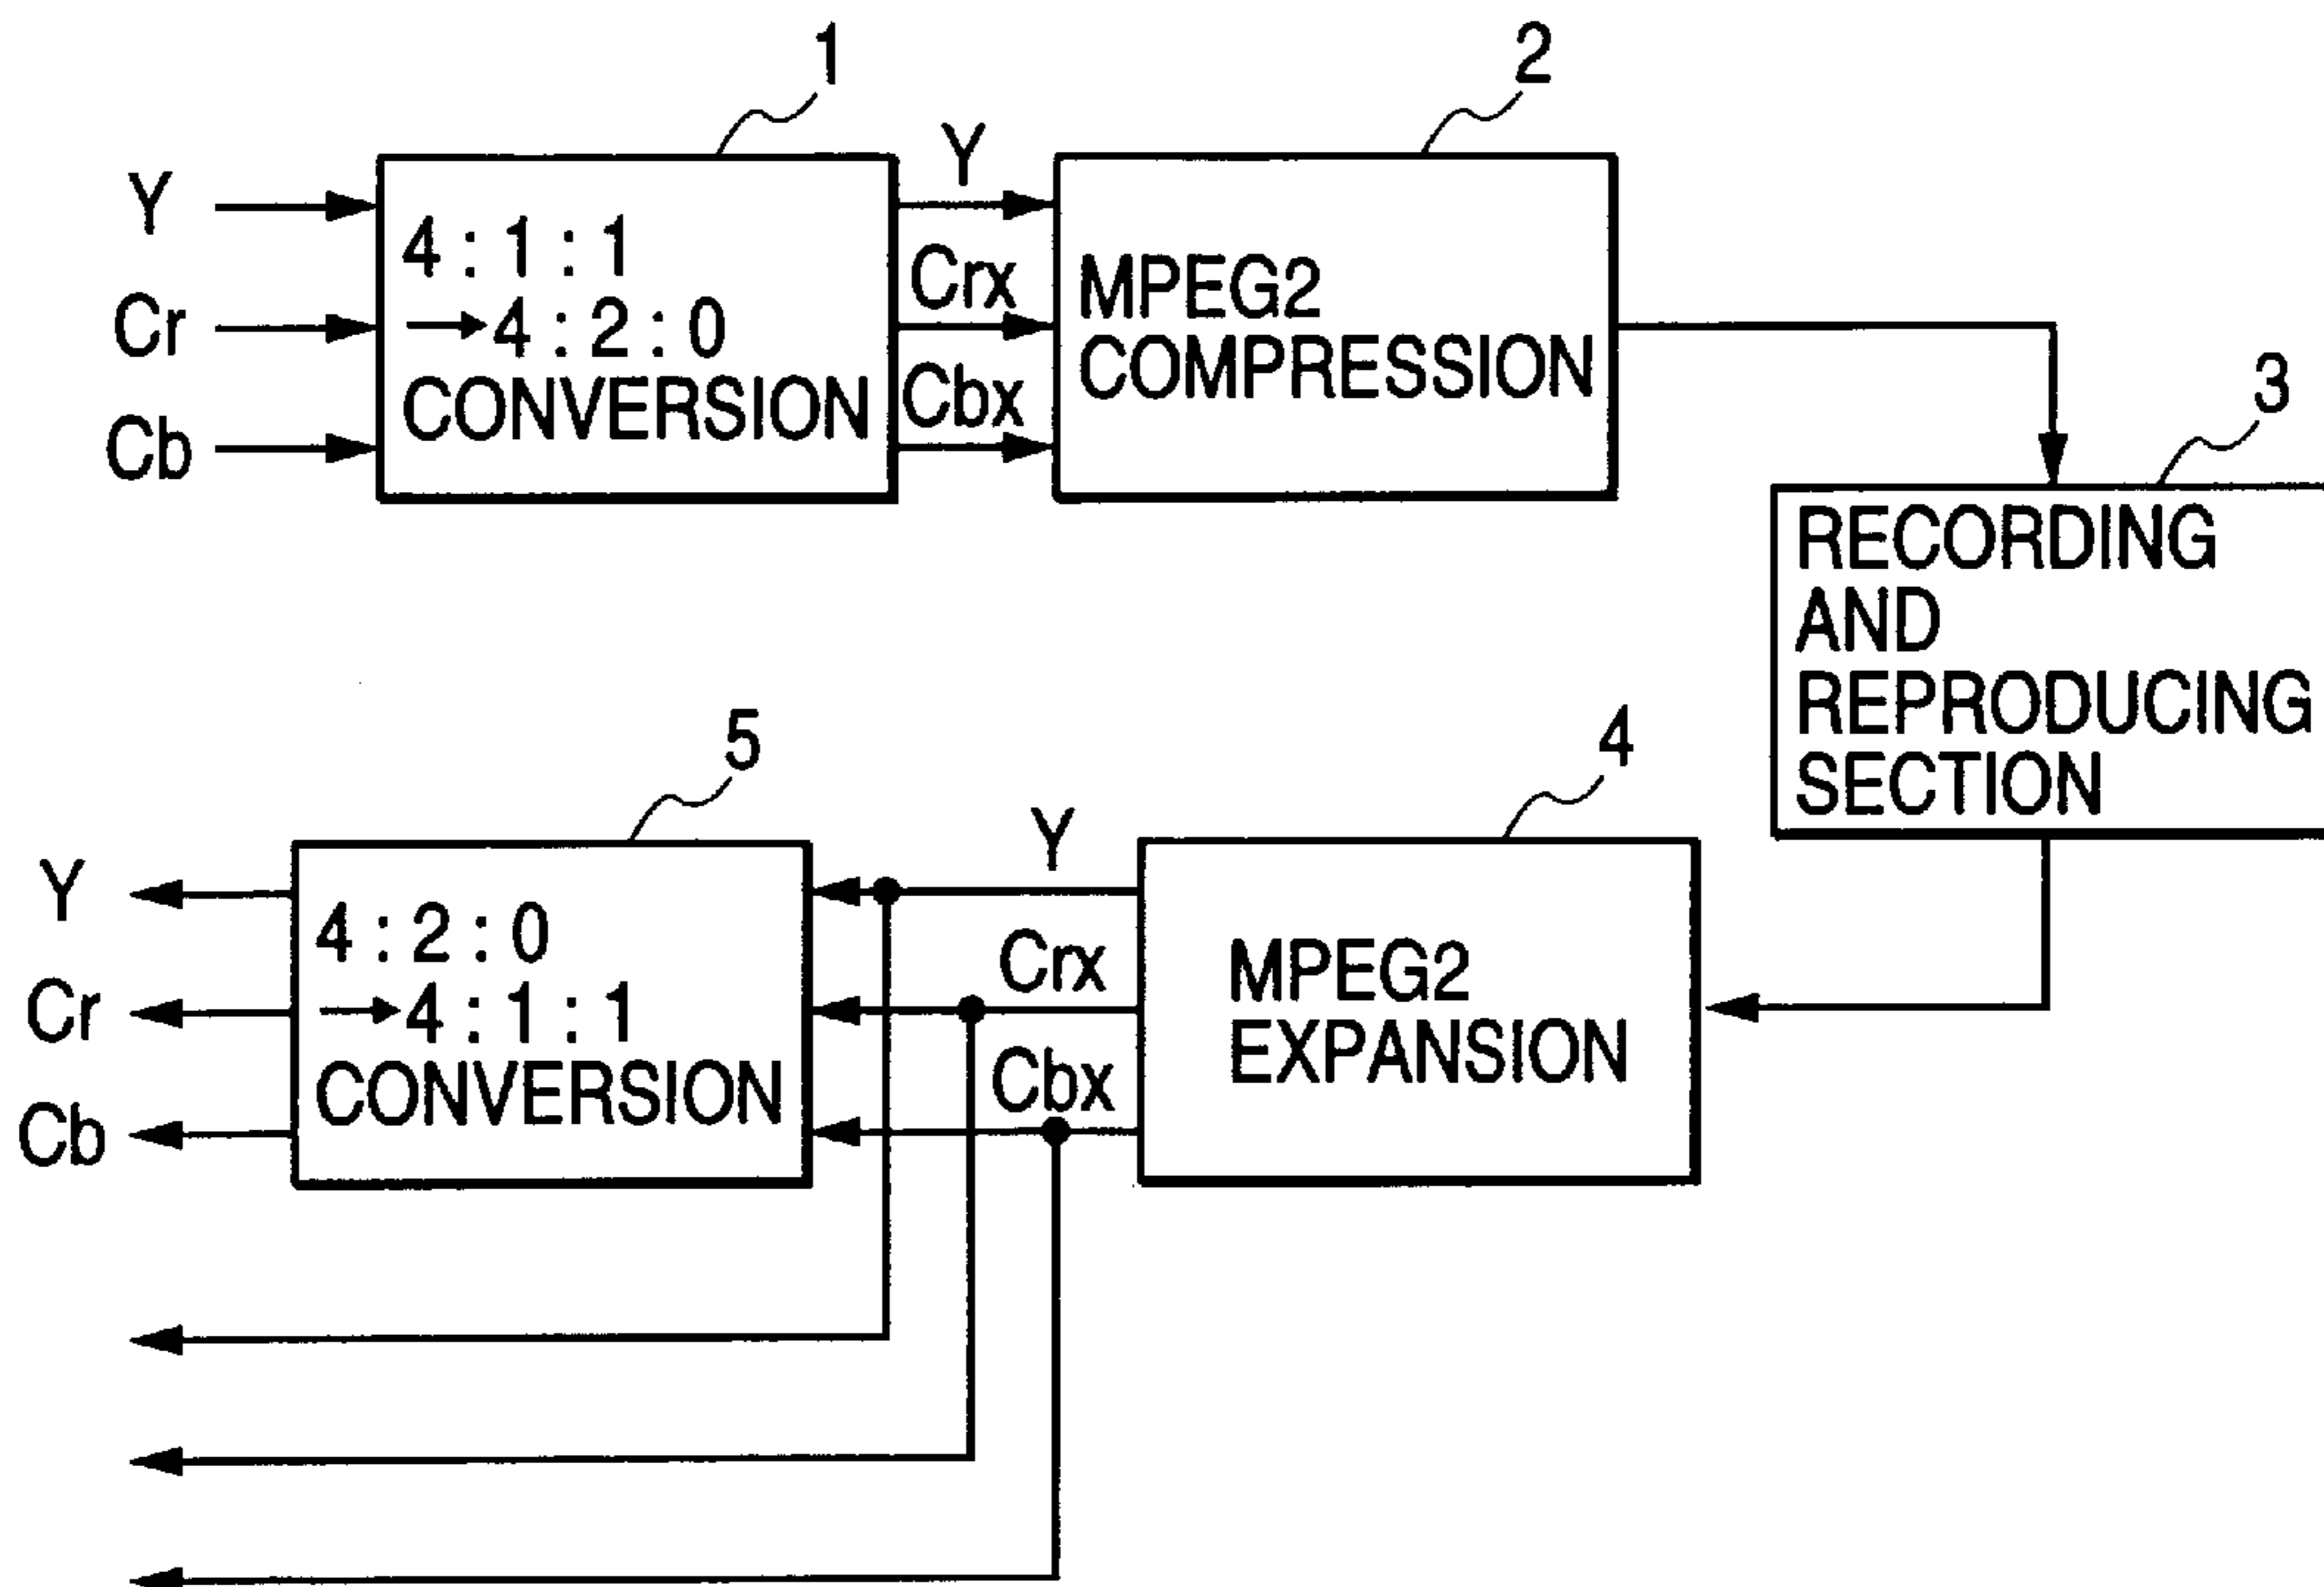 1
2
Y
Y
4 : 1 : 1
Crx
MPEG2
Cr
→4 : 2 : 0
COMPRESSION
CONVERSION
Cbx
Cb
3
RECORDING
AND
REPRODUCING
SECTION
5
4
Y
Y
4 : 2 : 0
Crx
MPEG2
Cr
→4 : 1 : 1
EXPANSION
CONVERSION
Cbx
Cb